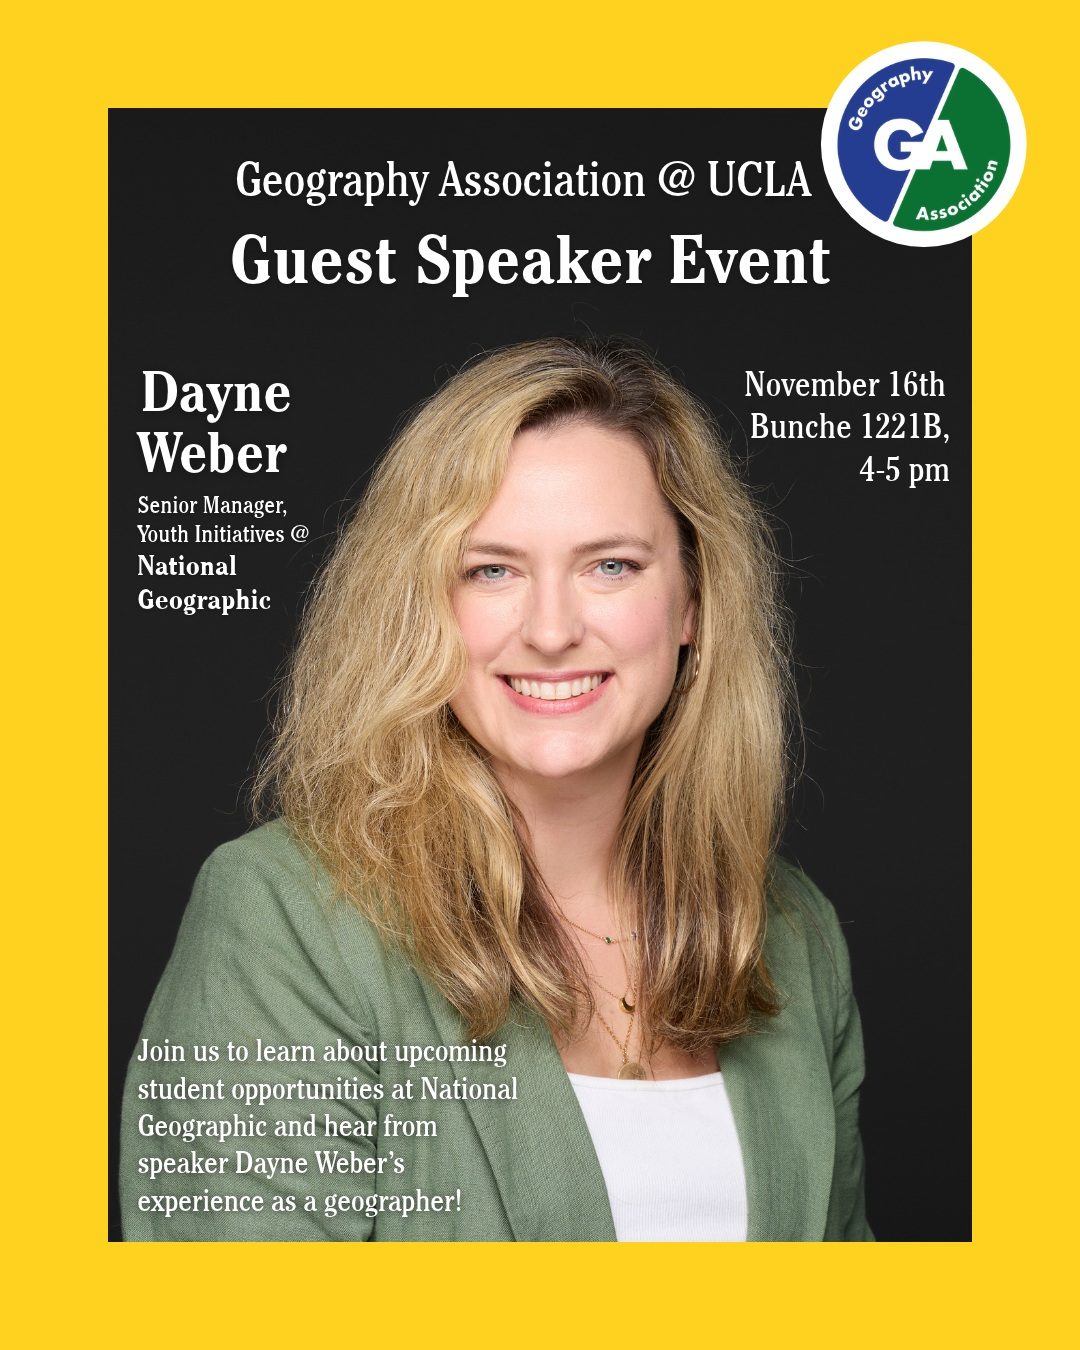 Geography
GA
Association
Geography Association @ UCLA
Guest Speaker Event
Dayne
Weber
Senior Manager,
Youth Initiatives @
National
Geographic
November 16th
Bunche 1221B,
4-5 pm
Join us to learn about upcoming
student opportunities at National
Geographic and hear from
speaker Dayne Weber’s
experience as a geographer!